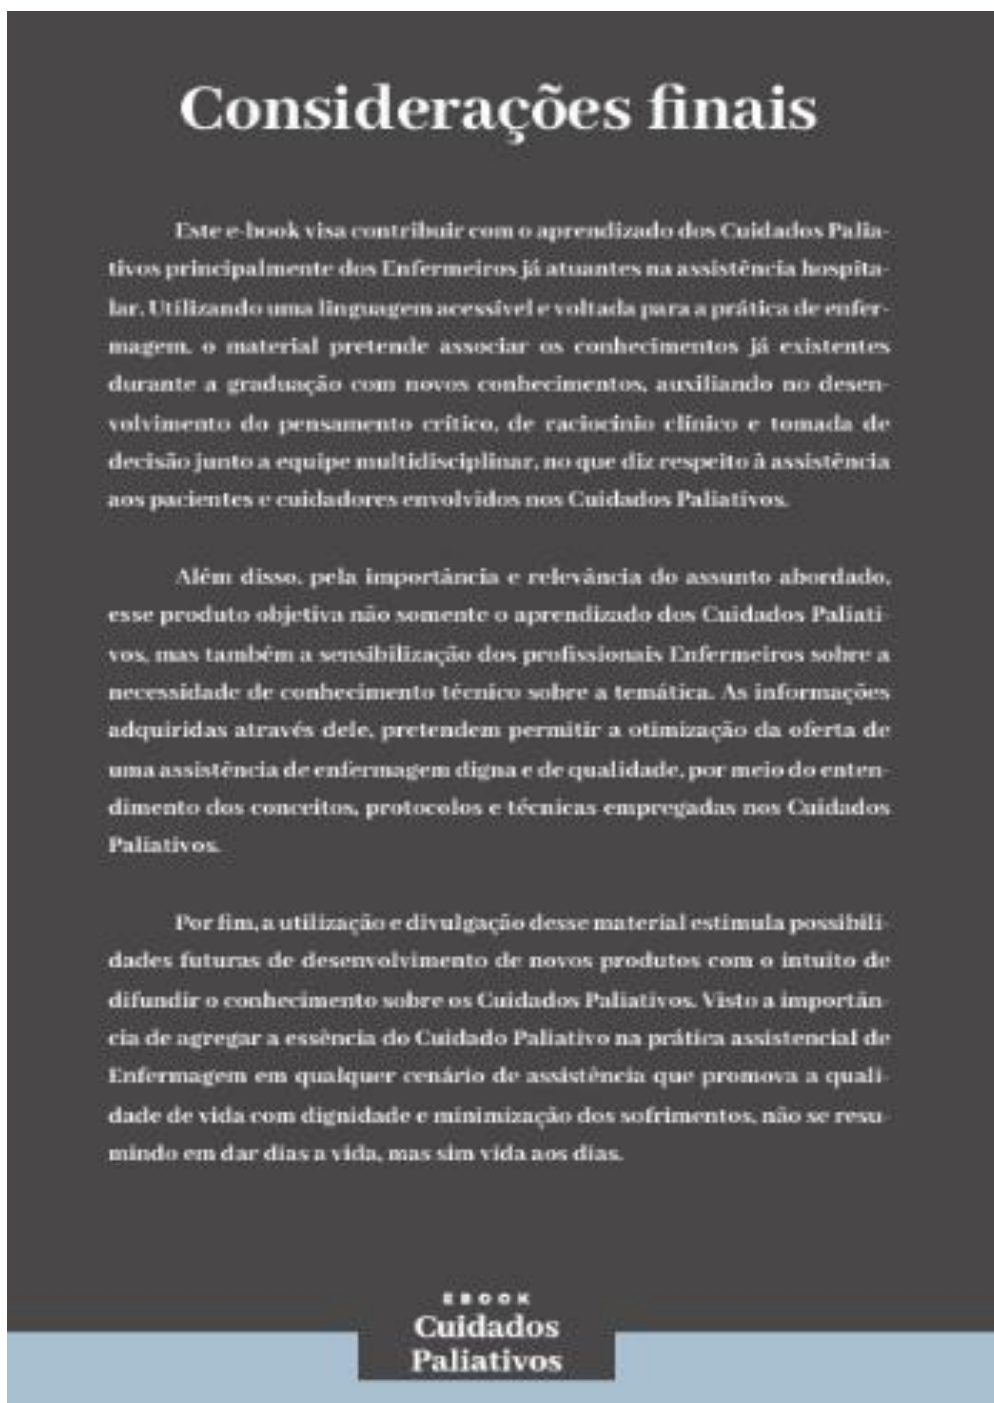 Considerações finais
Este e-book visa contribuir com o aprendizado dos Cuidados Palia-
tivos principalmente dos Enfermeiros já atuantes na assistência hospita-
lar. Utilizando uma linguagem acessível e voltada para a prática de enfer-
magem, o material pretende associar os conhecimentos já existentes
durante a graduação com novos conhecimentos, auxiliando no desen-
volvimento do pensamento crítico, de raciocínio clínico e tomada de
decisão junto a equipe multidisciplinar, no que diz respeito à assistência
aos pacientes e cuidadores envolvidos nos Cuidados Paliativos.
Além disso, pela importância e relevância do assunto abordado,
esse produto objetiva não somente o aprendizado dos Cuidados Paliati-
vos, mas também a sensibilização dos profissionais Enfermeiros sobre a
necessidade de conhecimento técnico sobre a temática. As informações
adquiridas através dele, pretendem permitir a otimização da oferta de
uma assistência de enfermagem digna e de qualidade, por meio do enten-
dimento dos conceitos, protocolos e técnicas empregadas nos Cuidados
Paliativos.
Por fim, a utilização e divulgação desse material estimula possibili-
dades futuras de desenvolvimento de novos produtos com o intuito de
difundir o conhecimento sobre os Cuidados Paliativos. Visto a importân-
cia de agregar a essência do Cuidado Paliativo na prática assistencial de
Enfermagem em qualquer cenário de assistência que promova a quali-
dade de vida com dignidade e minimização dos sofrimentos, não se resu-
mindo em dar dias a vida, mas sim vida aos dias.
EBOOK
Cuidados
Paliativos